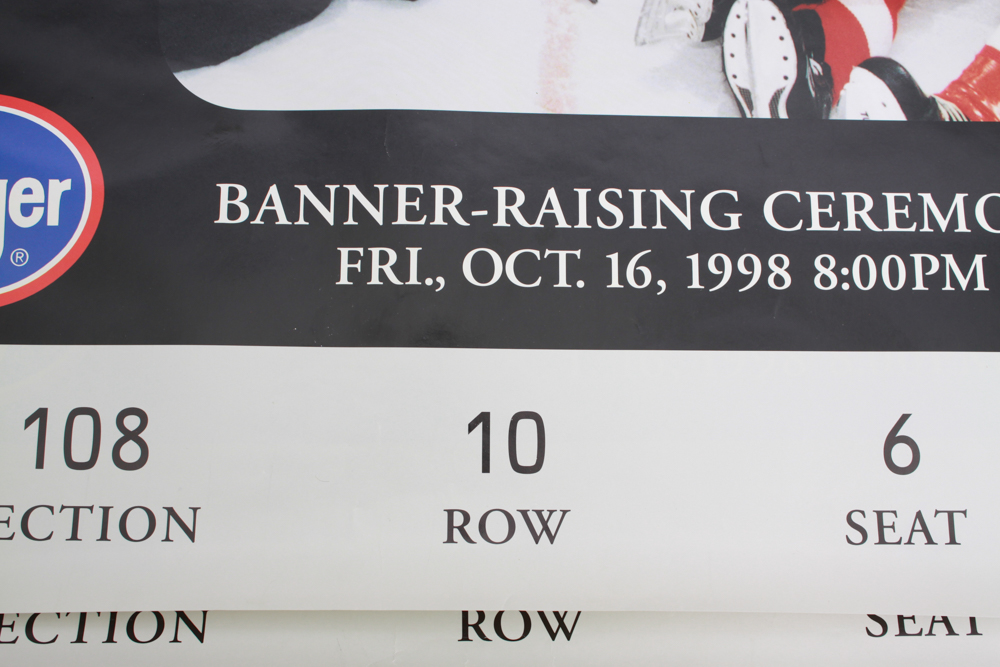 ger
®
BANNER-RAISING CEREMO
FRI., OCT. 16, 1998 8:00PM
108 10 6
ECTION ROW SEAT
ECTION ROW SEAT